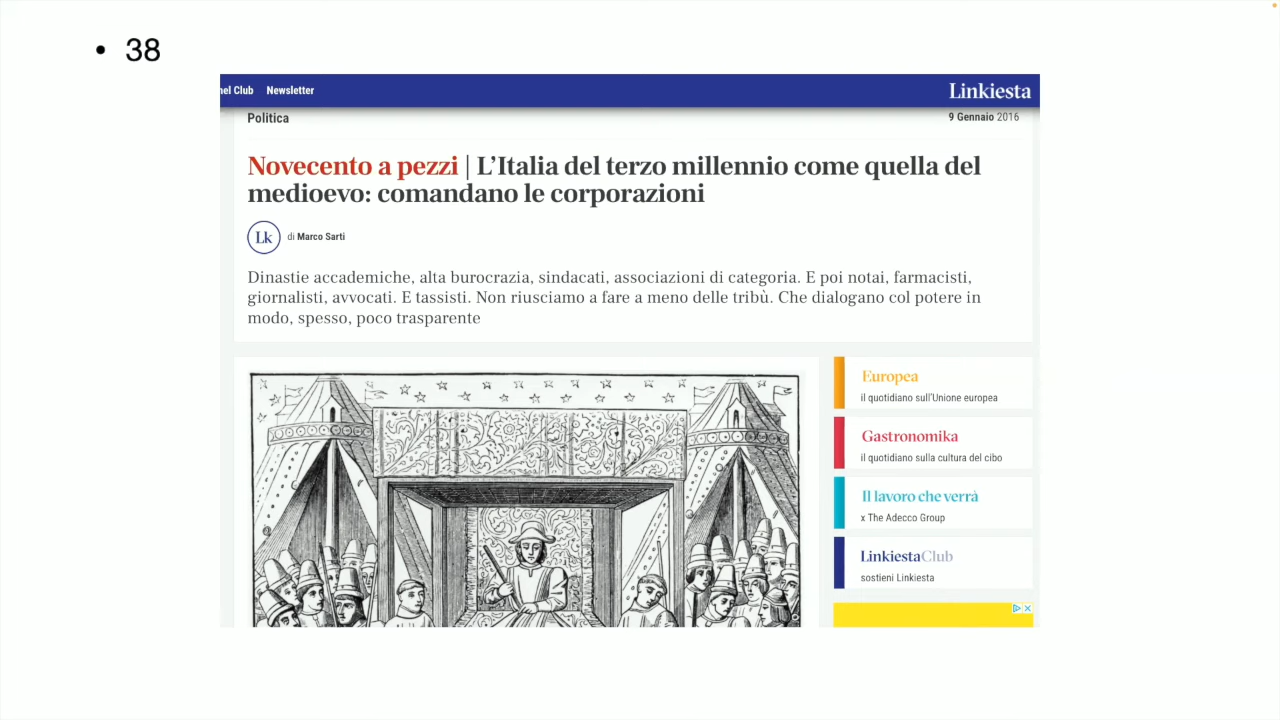 • 38
nel Club Newsletter Linkiesta
Politica 9 Gennaio 2016
Novecento a pezzi | L’Italia del terzo millennio come quella del
medioevo: comandano le corporazioni
Lk di Marco Sarti
Dinastie accademiche, alta burocrazia, sindacati, associazioni di categoria. E poi notai, farmacisti,
giornalisti, avvocati. E tassisti. Non riusciamo a fare a meno delle tribù. Che dialogano col potere in
modo, spesso, poco trasparente
Europea
il quotidiano sull'Unione europea
Gastronomika
il quotidiano sulla cultura del cibo
Il lavoro che verrà
x The Adecco Group
LinkiestaClub
sostieni Linkiesta